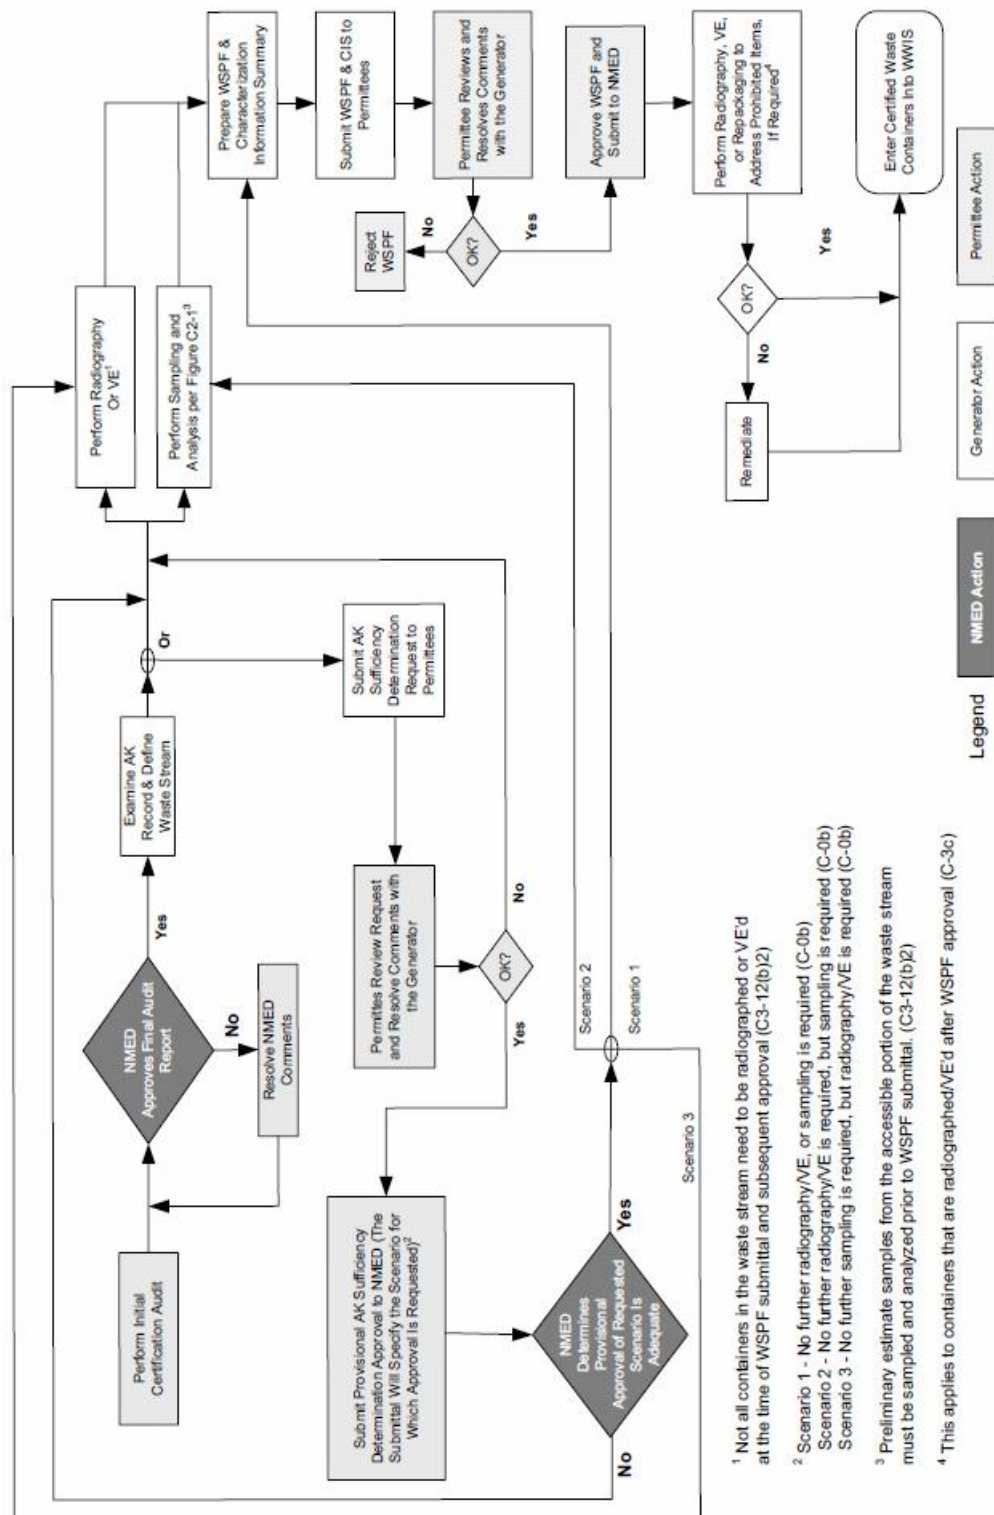 Perform Initial
Certification Audit
NMED
Approves Final Audit
Report
Yes
No
Resolve NMED
Comments
Examine AK
Record & Define
Waste Stream
Or
Submit AK
Sufficiency
Determination
Request to
Permittees
Permittes Review Request
and Resolve Comments with
the Generator
OK?
Yes
No
Submit Provisional AK Sufficiency
Determination Approval to NMED (The
Submittal Will Specify the Scenario for
Which Approval Is Requested)2
NMED
Determines
Provisional
Approval of Requested
Scenario Is
Adequate
No
Yes
Scenario 3
Scenario 2
Scenario 1
Perform Radiography
Or VE1
Perform Sampling and
Analysis per Figure C2-13
Prepare WSPF &
Characterization
Information Summary
Submit WSPF & CIS to
Permittees
Permittee Reviews and
Resolves Comments
with the Generator
OK?
No
Yes
Reject
WSPF
Approve WSPF and
Submit to NMED
Perform Radiography, VE,
or Repackaging to
Address Prohibited Items,
If Required4
OK?
No
Yes
Remediate
Enter Certified Waste
Containers Into WWIS
1 Not all containers in the waste stream need to be radiographed or VE'd
at the time of WSPF submittal and subsequent approval (C3-12(b)2)
2 Scenario 1 - No further radiography/VE, or sampling is required (C-0b)
Scenario 2 - No further radiography/VE is required, but sampling is required (C-0b)
Scenario 3 - No further sampling is required, but radiography/VE is required (C-0b)
3 Preliminary estimate samples from the accessible portion of the waste stream
must be sampled and analyzed prior to WSPF submittal. (C3-12(b)2)
4 This applies to containers that are radiographed/VE'd after WSPF approval (C-3c)
Legend
NMED Action
Generator Action
Permittee Action